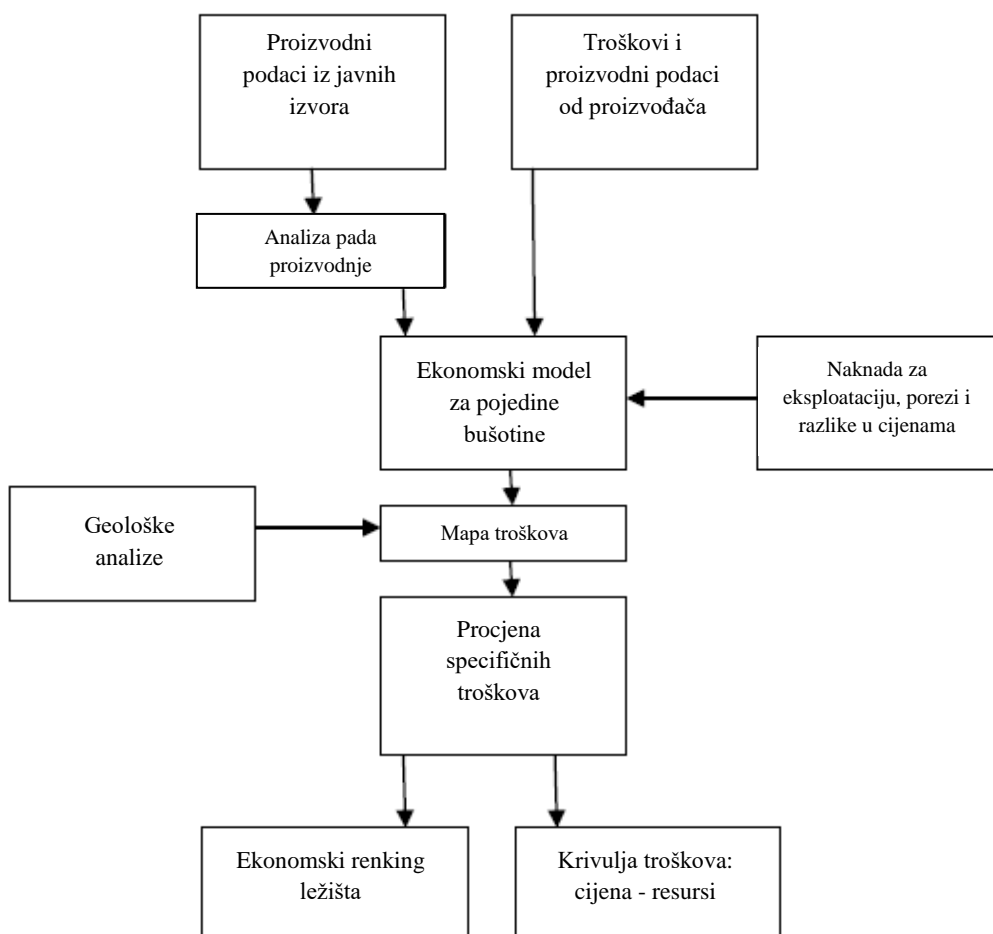 Proizvodni
podaci iz javnih
izvora
Troškovi i
proizvodni podaci
od proizvođača
Analiza pada
proizvodnje
Ekonomski model
za pojedine
bušotine
Naknada za
eksploataciju, porezi i
razlike u cijenama
Geološke
analize
Mapa troškova
Procjena
specifičnih
troškova
Ekonomski renking
ležišta
Krivulja troškova:
cijena - resursi